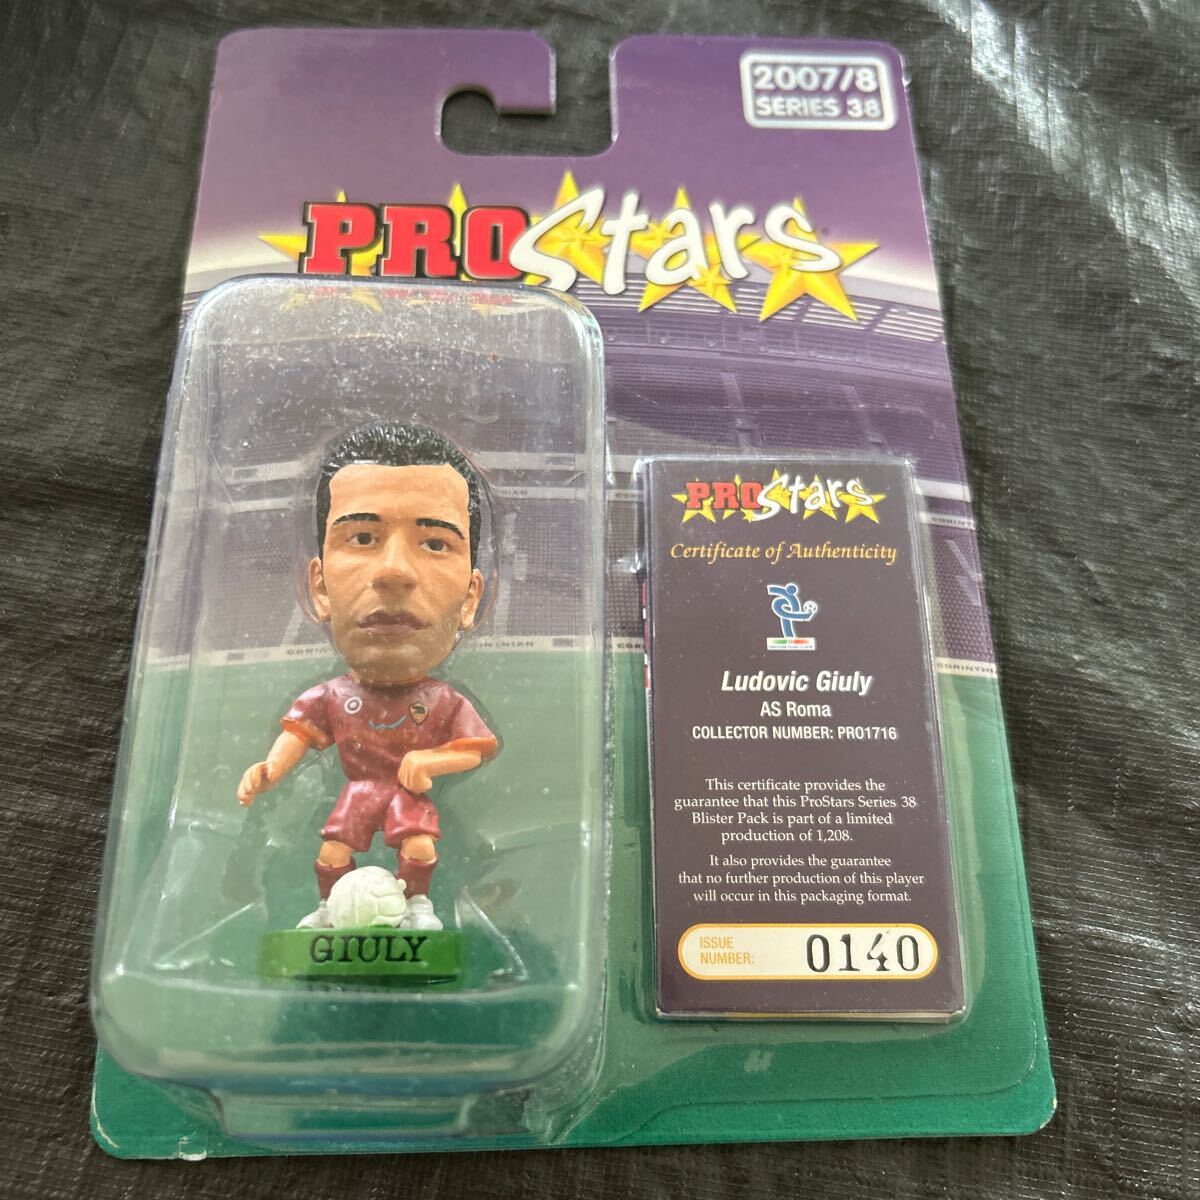 2007/8
SERIES 38
PROStars
PROStars
Certificate of Authenticity
Ludovic Giuly
AS Roma
COLLECTOR NUMBER: PRO1716
This certificate provides the
guarantee that this ProStars Series 38
Blister Pack is part of a limited
production of 1,208.
It also provides the guarantee
that no further production of this player
will occur in this packaging format.
ISSUE
NUMBER:
0140
GIULY